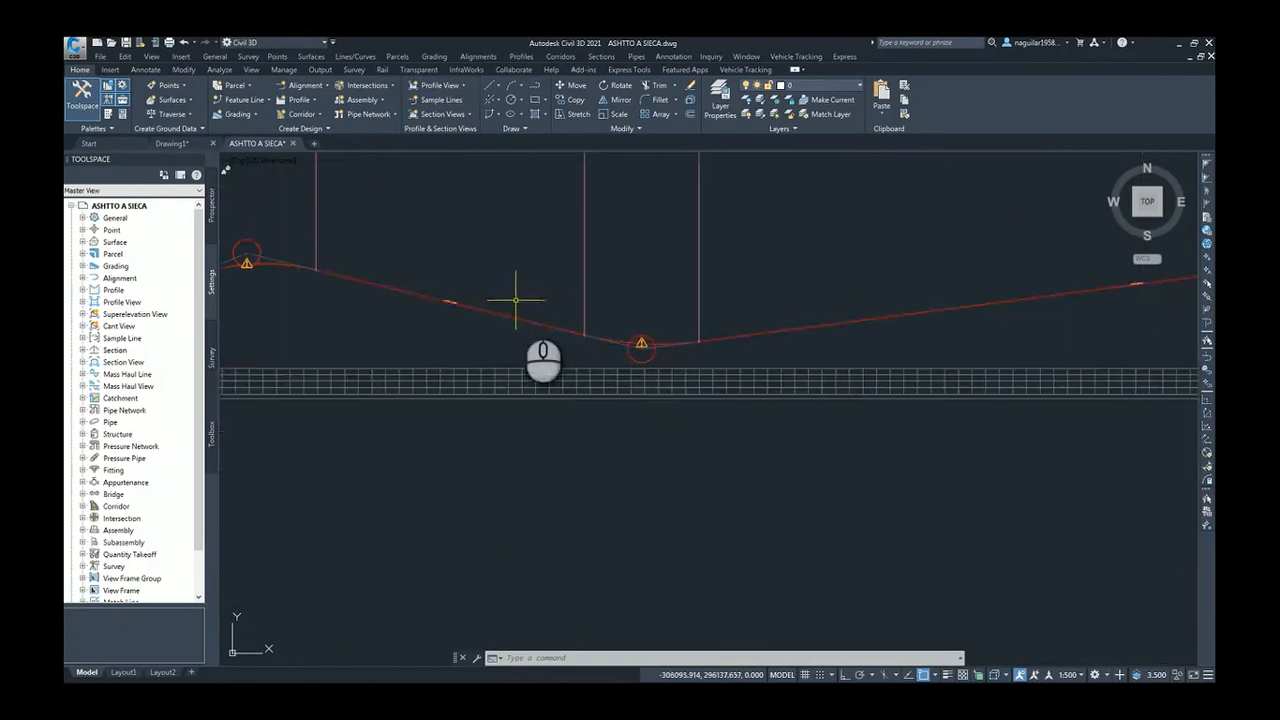 Civil 3D
Autodesk Civil 3D 2021 ASHTTO A SIECA.dwg
Type a keyword or phrase
naguilar1958...
File Edit View Insert General Survey Points Surfaces Lines/Curves Parcels Grading Alignments Profiles Corridors Sections Pipes Annotate Inquiry Window Vehicle Tracking Express
Home Insert Annotate Modify Analyze View Manage Output Survey Rail Transparent InfraWorks Collaborate Help Add-ins Express Tools Featured Apps Vehicle Tracking
Toolspace
Points
Surfaces
Traverse
Parcel
Feature Line
Grading
Alignment
Profile
Corridor
Intersections
Assembly
Pipe Network
Profile View
Sample Lines
Section Views
Move
Copy
Stretch
Rotate
Mirror
Scale
Trim
Fillet
Array
Layer
Properties
0
Make Current
Match Layer
Paste
Palettes
Create Ground Data
Create Design
Profile & Section Views
Draw
Modify
Layers
Clipboard
Start
Drawing1*
ASHTTO A SIECA*
TOOLSPACE
Master View
ASHTTO A SIECA
General
Point
Surface
Parcel
Grading
Alignment
Profile
Profile View
Superelevation View
Cant View
Sample Line
Section
Section View
Mass Haul Line
Mass Haul View
Catchment
Pipe Network
Pipe
Structure
Pressure Network
Pressure Pipe
Fitting
Appurtenance
Bridge
Corridor
Intersection
Assembly
Subassembly
Quantity Takeoff
Survey
View Frame Group
View Frame
Match Line
Prospector
Settings
Survey
Toolbox
N
W TOP E
S
WCS
Y
X
Type a command
Model Layout1 Layout2
-306095.914, 296137.657, 0.000 MODEL
1:500
3.500